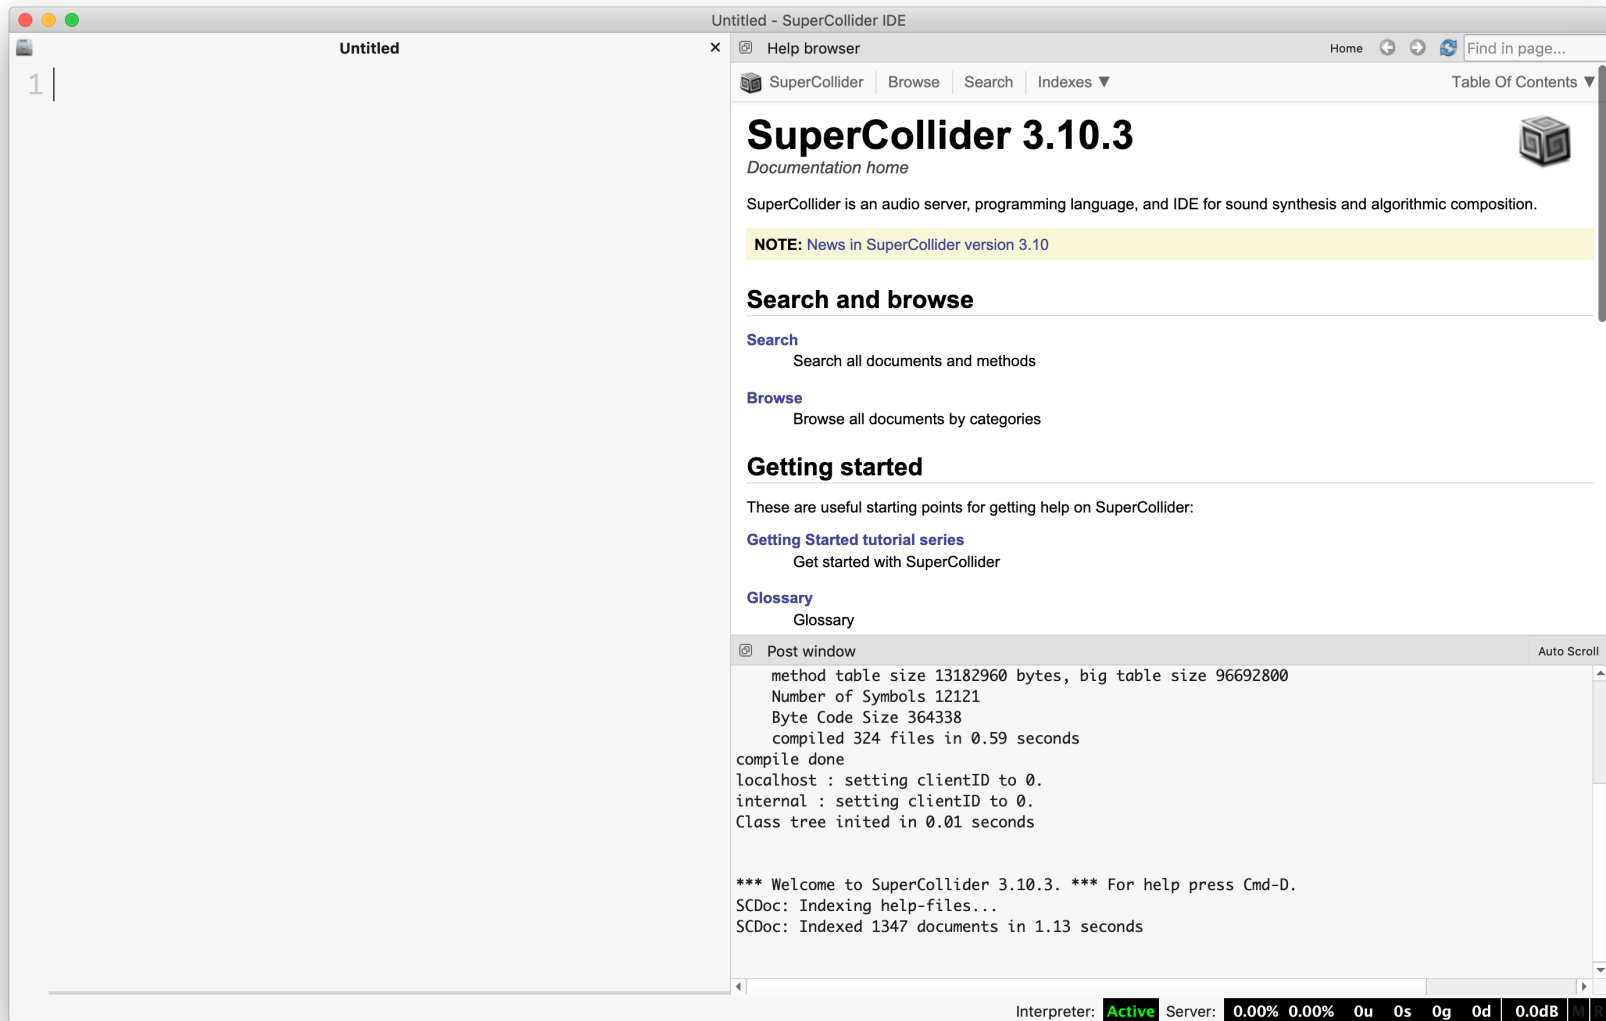 Untitled - SuperCollider IDE
Untitled
1
Help browser
Home
Find in page...
SuperCollider
Browse
Search
Indexes ▼
Table Of Contents ▼
SuperCollider 3.10.3
Documentation home
SuperCollider is an audio server, programming language, and IDE for sound synthesis and algorithmic composition.
NOTE: News in SuperCollider version 3.10
Search and browse
Search
Search all documents and methods
Browse
Browse all documents by categories
Getting started
These are useful starting points for getting help on SuperCollider:
Getting Started tutorial series
Get started with SuperCollider
Glossary
Glossary
Post window
Auto Scroll
method table size 13182960 bytes, big table size 96692800
Number of Symbols 12121
Byte Code Size 364338
compiled 324 files in 0.59 seconds
compile done
localhost : setting clientID to 0.
internal : setting clientID to 0.
Class tree inited in 0.01 seconds
*** Welcome to SuperCollider 3.10.3. *** For help press Cmd-D.
SCDoc: Indexing help-files...
SCDoc: Indexed 1347 documents in 1.13 seconds
Interpreter: Active Server: 0.00% 0.00% 0u 0s 0g 0d 0.0dB M R